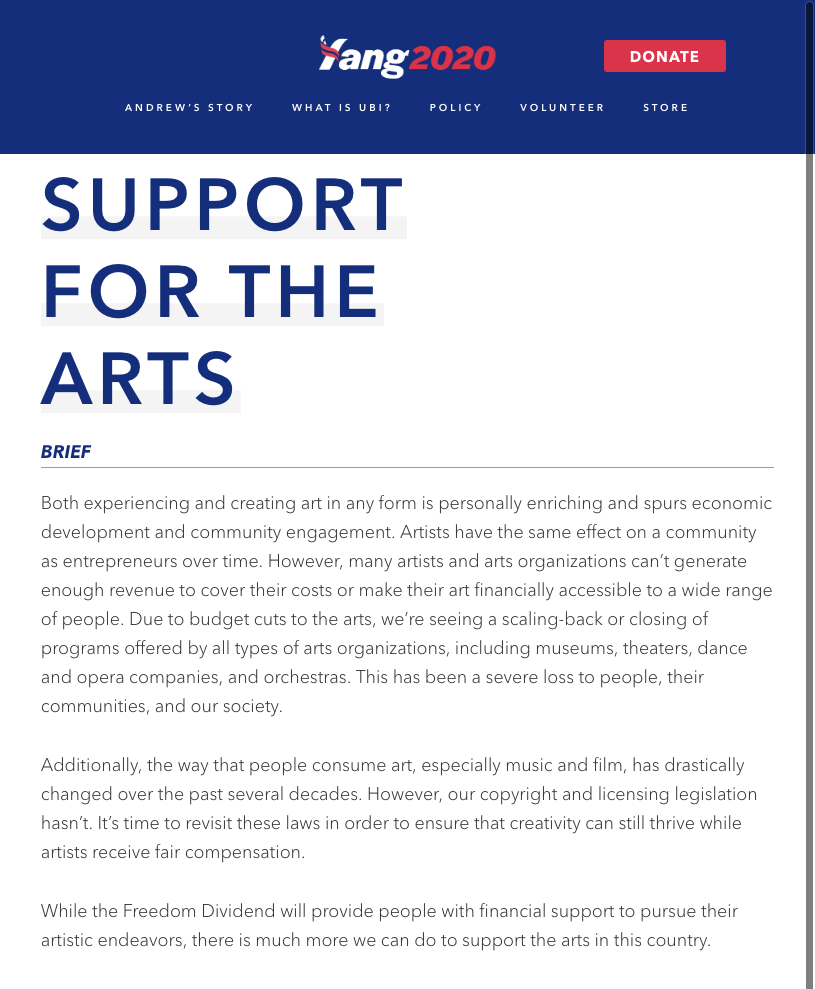 Yang2020
DONATE
ANDREW'S STORY WHAT IS UBI? POLICY VOLUNTEER STORE
SUPPORT
FOR THE
ARTS
BRIEF
Both experiencing and creating art in any form is personally enriching and spurs economic
development and community engagement. Artists have the same effect on a community
as entrepreneurs over time. However, many artists and arts organizations can't generate
enough revenue to cover their costs or make their art financially accessible to a wide range
of people. Due to budget cuts to the arts, we're seeing a scaling-back or closing of
programs offered by all types of arts organizations, including museums, theaters, dance
and opera companies, and orchestras. This has been a severe loss to people, their
communities, and our society.
Additionally, the way that people consume art, especially music and film, has drastically
changed over the past several decades. However, our copyright and licensing legislation
hasn't. It's time to revisit these laws in order to ensure that creativity can still thrive while
artists receive fair compensation.
While the Freedom Dividend will provide people with financial support to pursue their
artistic endeavors, there is much more we can do to support the arts in this country.